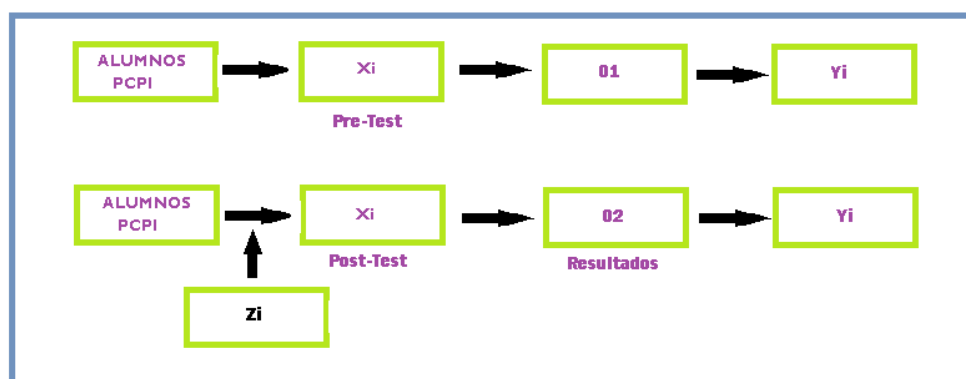 ALUMNOS
PCPI
Xi
01
Yi
Pre-Test
ALUMNOS
PCPI
Xi
02
Yi
Post-Test
Resultados
Zi